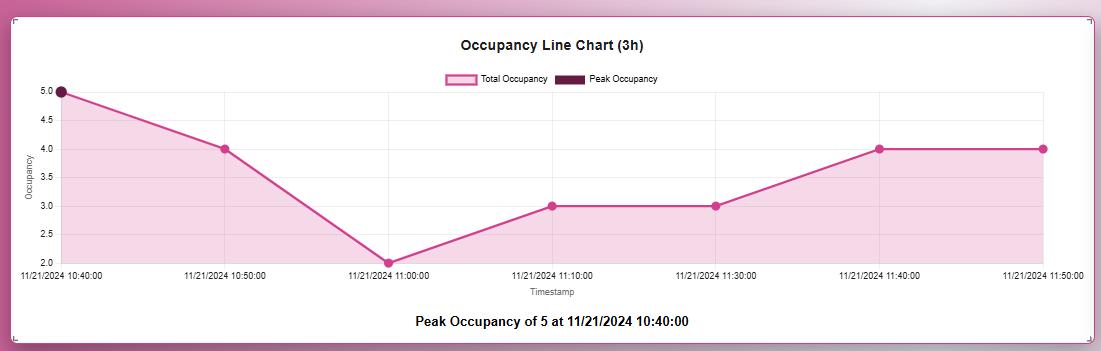 Occupancy Line Chart (3h)
Total Occupancy Peak Occupancy
5.0
4.5
4.0
3.5
3.0
2.5
2.0
Occupancy
11/21/2024 10:40:00 11/21/2024 10:50:00 11/21/2024 11:00:00 11/21/2024 11:10:00 11/21/2024 11:30:00 11/21/2024 11:40:00 11/21/2024 11:50:00
Timestamp
Peak Occupancy of 5 at 11/21/2024 10:40:00